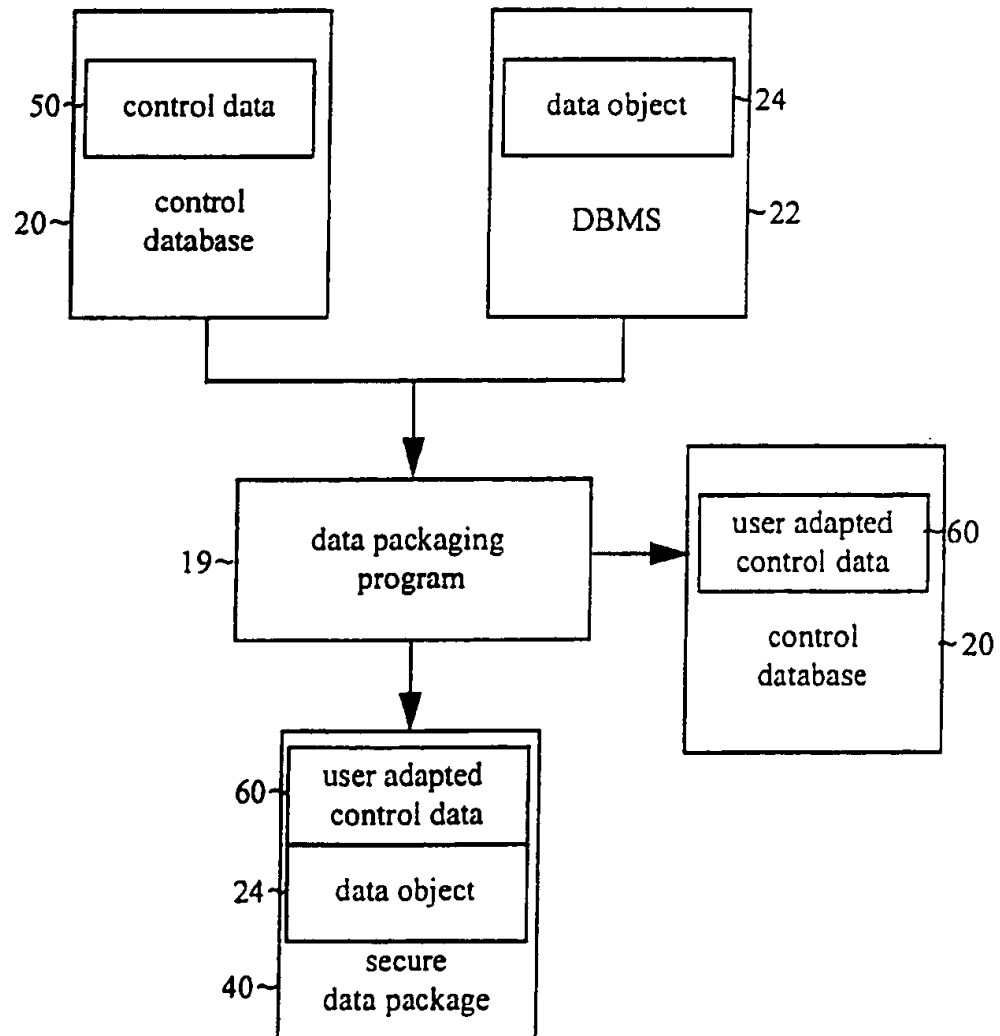 50~ control data
data object ~24
20~ control
database
DBMS ~22
19~ data packaging
program
user adapted
control data ~60
control
database ~20
60~ user adapted
control data
24~ data object
40~ secure
data package